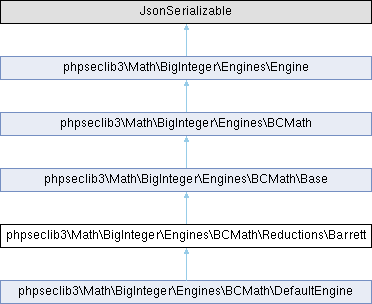 JsonSerializable
phpseclib3\Math\BigInteger\Engines\Engine
phpseclib3\Math\BigInteger\Engines\BCMath
phpseclib3\Math\BigInteger\Engines\BCMath\Base
phpseclib3\Math\BigInteger\Engines\BCMath\Reductions\Barrett
phpseclib3\Math\BigInteger\Engines\BCMath\DefaultEngine